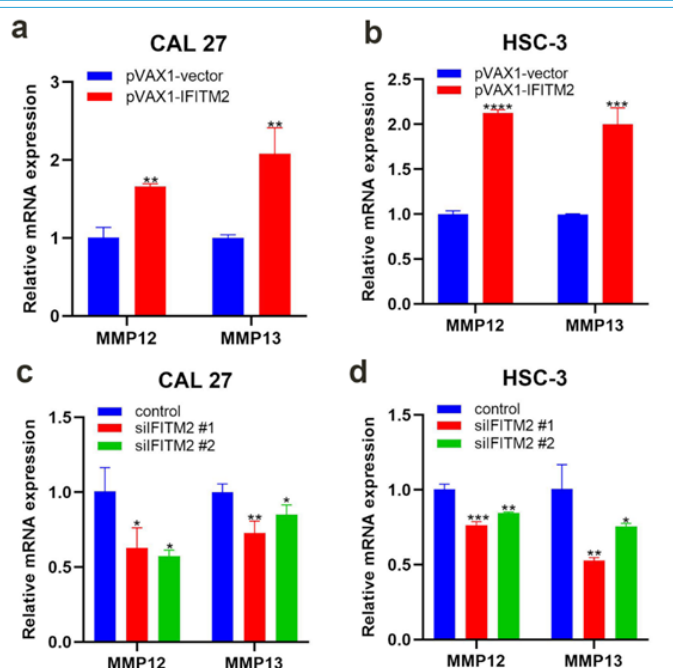 a
CAL 27
pVAX1-vector
pVAX1-IFITM2
Relative mRNA expression
3
2
1
0
**
**
MMP12
MMP13
b
HSC-3
pVAX1-vector
pVAX1-IFITM2
Relative mRNA expression
2.5
2.0
1.5
1.0
0.5
0.0
****
***
MMP12
MMP13
c
CAL 27
control
siIFITM2 #1
siIFITM2 #2
Relative mRNA expression
1.5
1.0
0.5
0.0
*
*
**
*
MMP12
MMP13
d
HSC-3
control
siIFITM2 #1
siIFITM2 #2
Relative mRNA expression
1.5
1.0
0.5
0.0
***
**
**
*
MMP12
MMP13